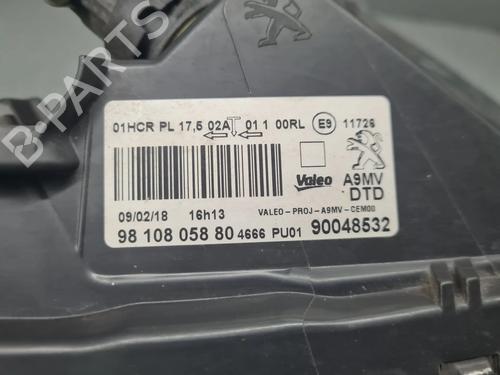 01HCR PL 17,5 02A 01 1 00RL E9 11726
Valeo A9MV
DTD
09/02/18 16h13 VALEO-PROJ-A9MV-CEM00
98 108 058 80 4666 PU01 90048532
B-PARTS